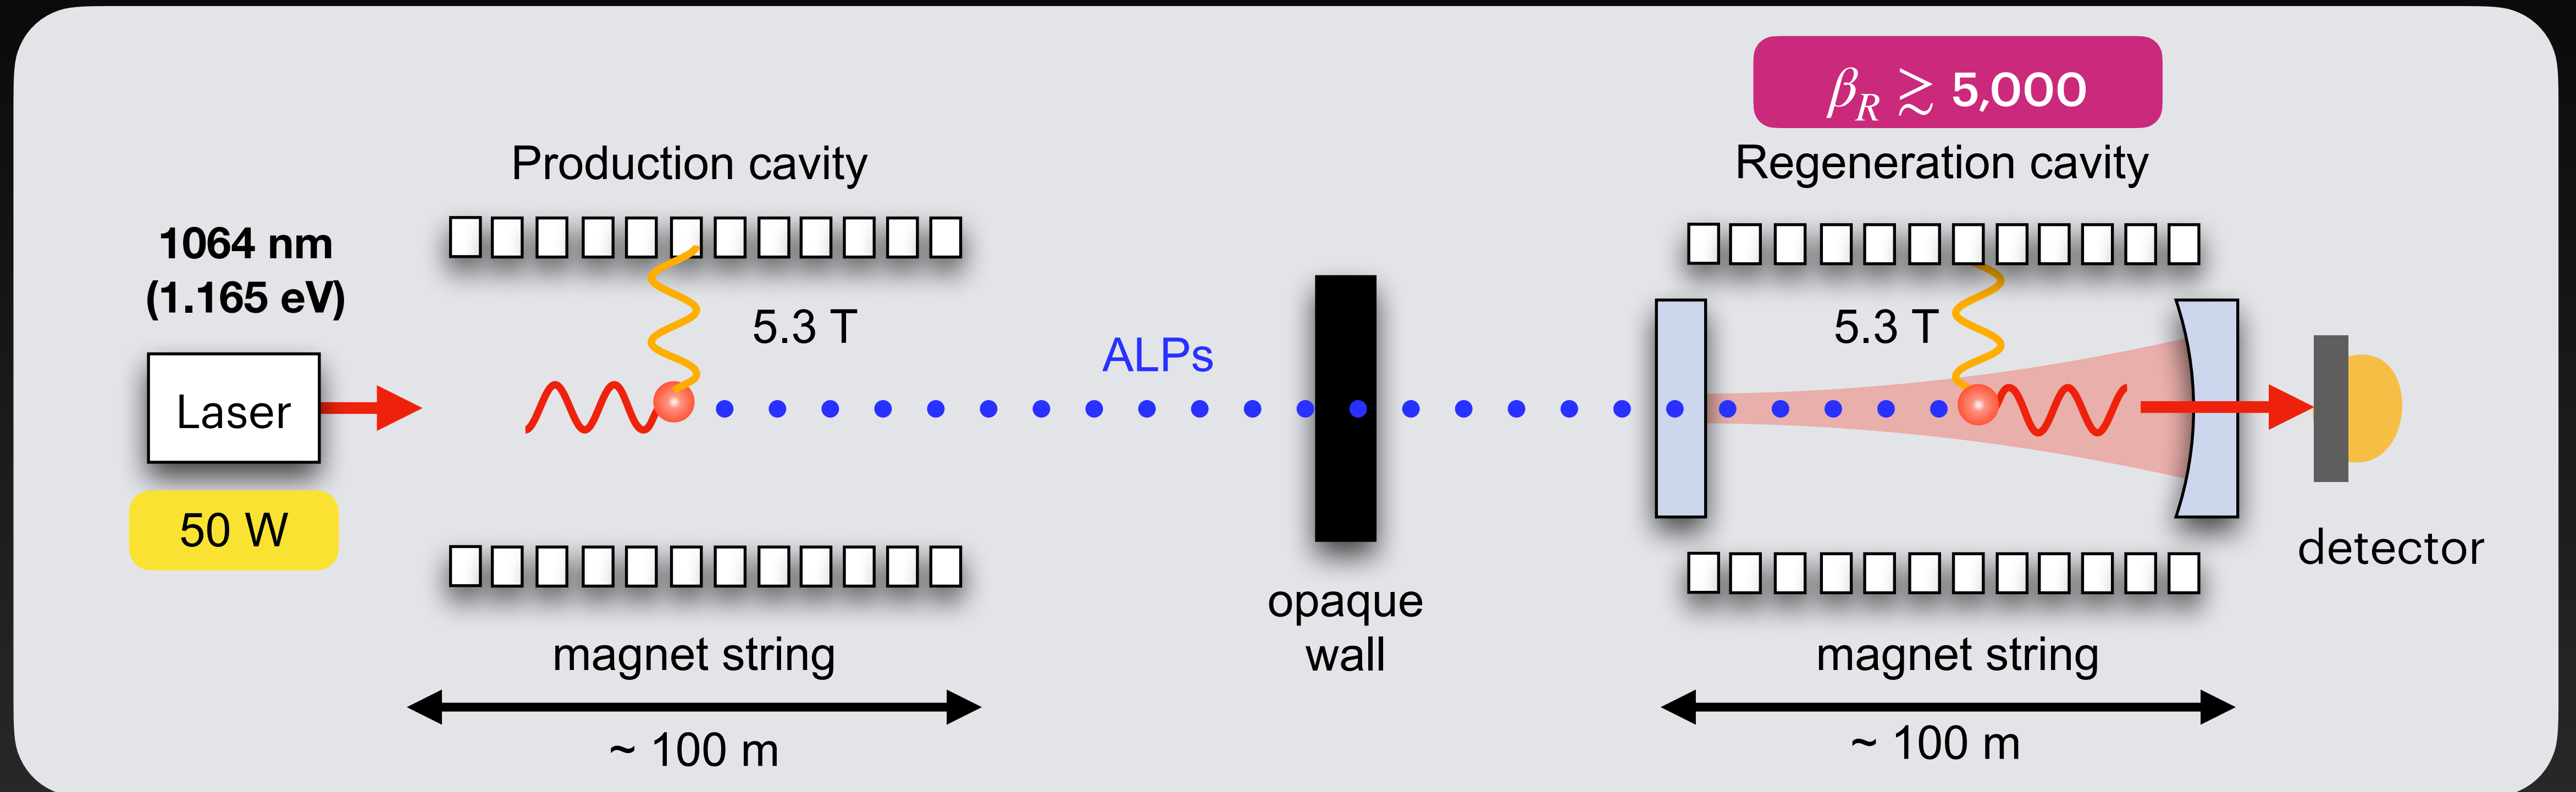 β_R ≳ 5,000
Production cavity
Regeneration cavity
1064 nm
(1.165 eV)
5.3 T
5.3 T
ALPs
Laser
50 W
detector
opaque
wall
magnet string
magnet string
~ 100 m
~ 100 m